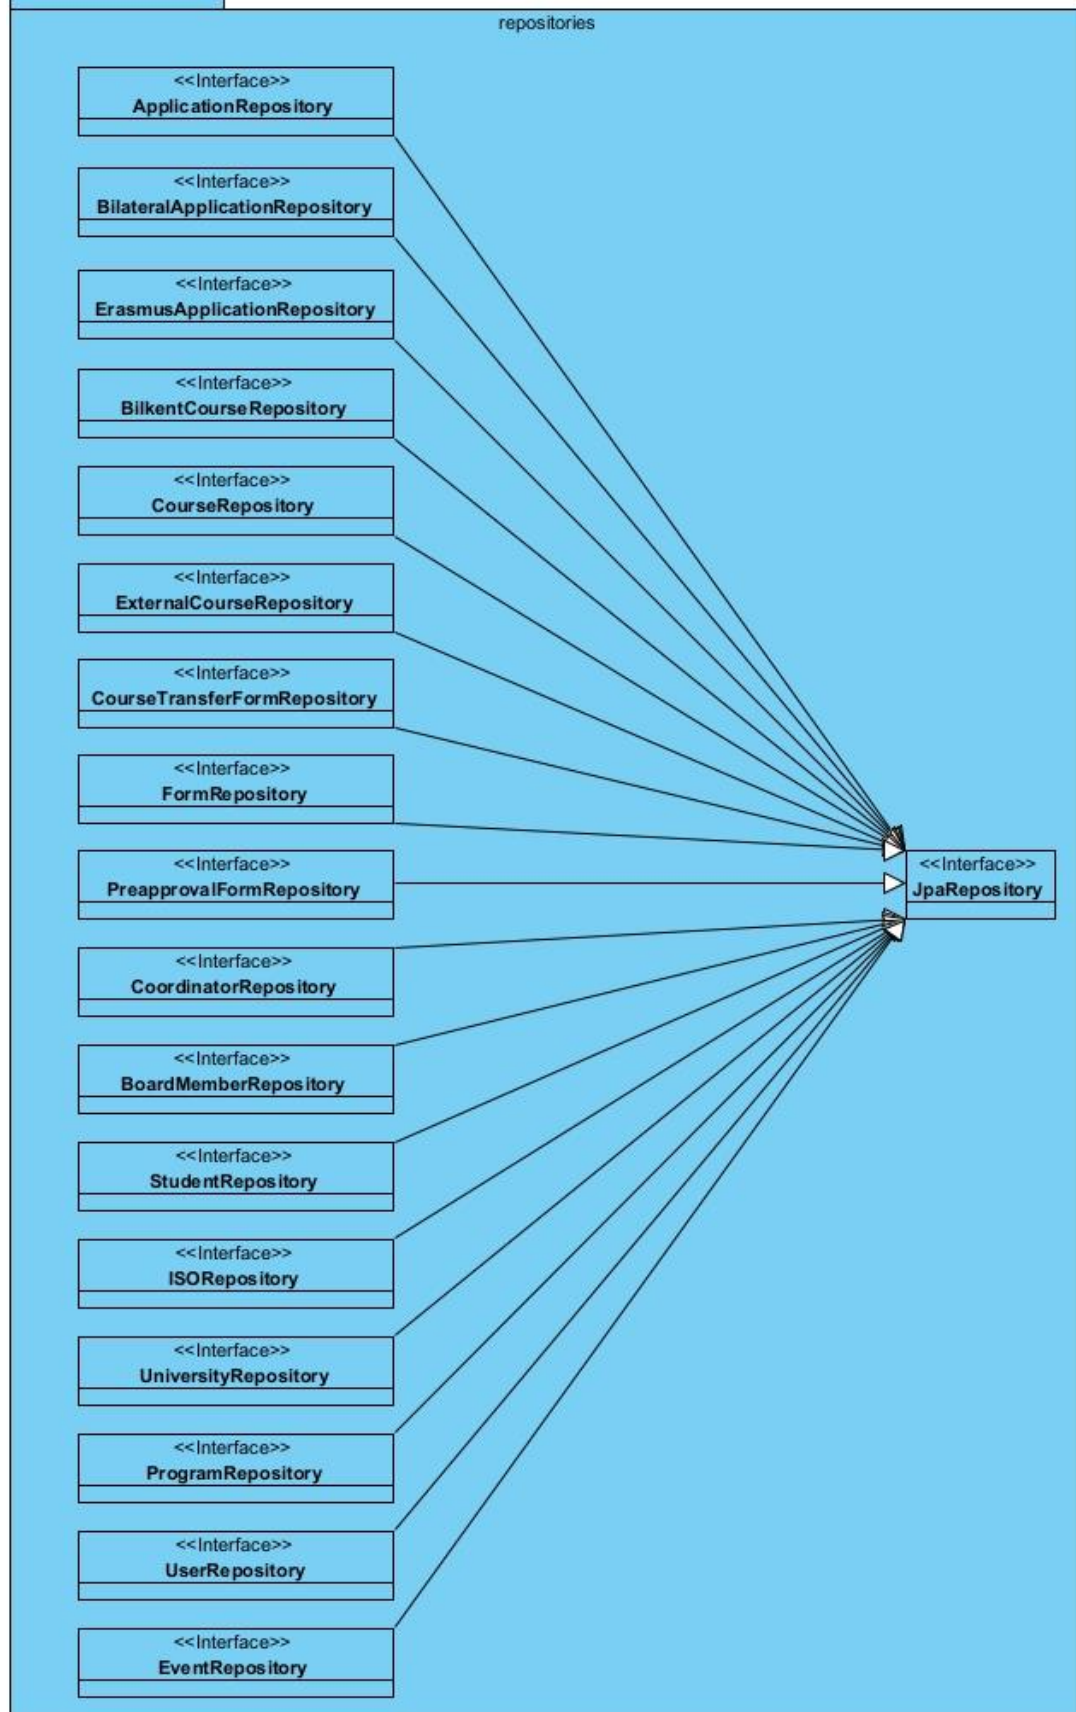 repositories
<<Interface>>
ApplicationRepository
<<Interface>>
BilateralApplicationRepository
<<Interface>>
ErasmusApplicationRepository
<<Interface>>
BilkentCourseRepository
<<Interface>>
CourseRepository
<<Interface>>
ExternalCourseRepository
<<Interface>>
CourseTransferFormRepository
<<Interface>>
FormRepository
<<Interface>>
PreapprovalFormRepository
<<Interface>>
JpaRepository
<<Interface>>
CoordinatorRepository
<<Interface>>
BoardMemberRepository
<<Interface>>
StudentRepository
<<Interface>>
ISORepository
<<Interface>>
UniversityRepository
<<Interface>>
ProgramRepository
<<Interface>>
UserRepository
<<Interface>>
EventRepository